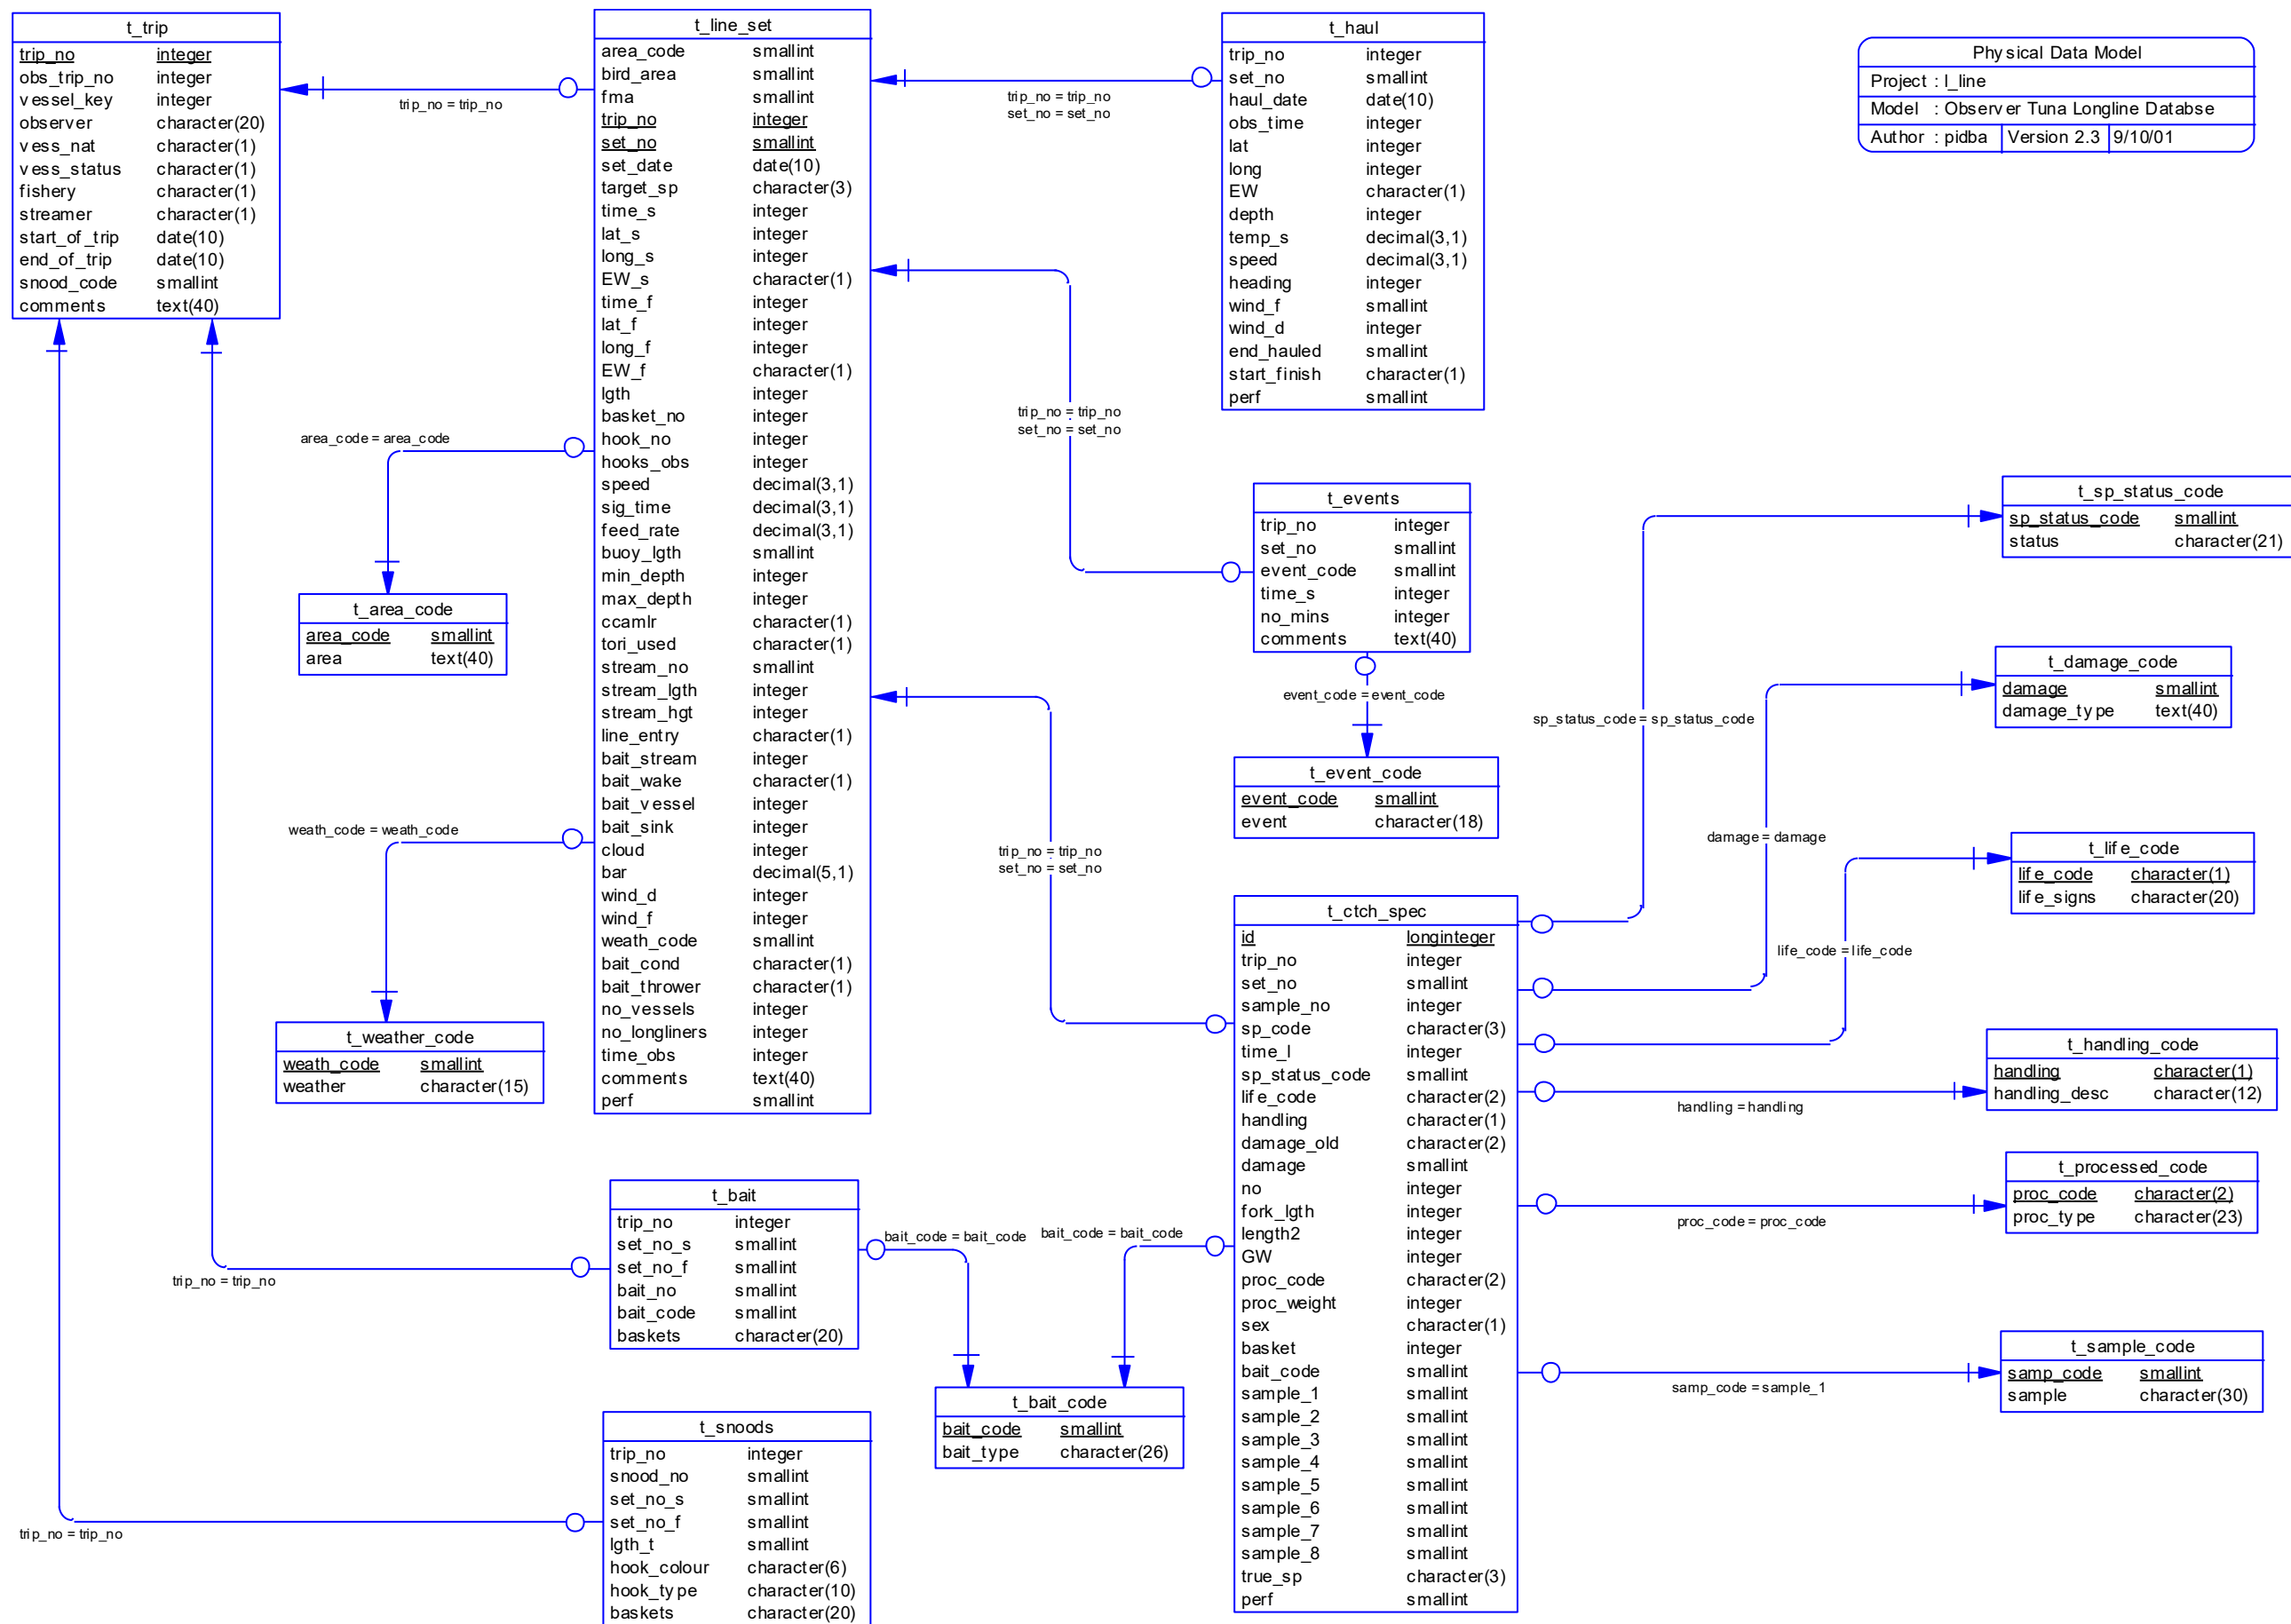 t_trip
trip_no integer
obs_trip_no integer
vessel_key integer
observer character(20)
vess_nat character(1)
vess_status character(1)
fishery character(1)
streamer character(1)
start_of_trip date(10)
end_of_trip date(10)
snood_code smallint
comments text(40)
trip_no = trip_no
t_line_set
area_code smallint
bird_area smallint
fma smallint
trip_no integer
set_no smallint
set_date date(10)
target_sp character(3)
time_s integer
lat_s integer
long_s integer
EW_s character(1)
time_f integer
lat_f integer
long_f integer
EW_f character(1)
lgth integer
basket_no integer
hook_no integer
hooks_obs integer
speed decimal(3,1)
sig_time decimal(3,1)
feed_rate decimal(3,1)
buoy_lgth smallint
min_depth integer
max_depth integer
ccamlr character(1)
tori_used character(1)
stream_no smallint
stream_lgth integer
stream_hgt integer
line_entry character(1)
bait_stream integer
bait_wake character(1)
bait_vessel integer
bait_sink integer
cloud integer
bar decimal(5,1)
wind_d integer
wind_f integer
weath_code smallint
bait_cond character(1)
bait_thrower character(1)
no_vessels integer
no_longliners integer
time_obs integer
comments text(40)
perf smallint
trip_no = trip_no
set_no = set_no
t_haul
trip_no integer
set_no smallint
haul_date date(10)
obs_time integer
lat integer
long integer
EW character(1)
depth integer
temp_s decimal(3,1)
speed decimal(3,1)
heading integer
wind_f smallint
wind_d integer
end_hauled smallint
start_finish character(1)
perf smallint
Physical Data Model
Project : l_line
Model : Observer Tuna Longline Databse
Author : pidba Version 2.3 9/10/01
trip_no = trip_no
set_no = set_no
area_code = area_code
t_area_code
area_code smallint
area text(40)
weath_code = weath_code
t_weather_code
weath_code smallint
weather character(15)
t_events
trip_no integer
set_no smallint
event_code smallint
time_s integer
no_mins integer
comments text(40)
event_code = event_code
t_event_code
event_code smallint
event character(18)
trip_no = trip_no
set_no = set_no
t_ctch_spec
id longinteger
trip_no integer
set_no smallint
sample_no integer
sp_code character(3)
time_l integer
sp_status_code smallint
life_code character(2)
handling character(1)
damage_old character(2)
damage smallint
no integer
fork_lgth integer
length2 integer
GW integer
proc_code character(2)
proc_weight integer
sex character(1)
basket integer
bait_code smallint
sample_1 smallint
sample_2 smallint
sample_3 smallint
sample_4 smallint
sample_5 smallint
sample_6 smallint
sample_7 smallint
sample_8 smallint
true_sp character(3)
perf smallint
sp_status_code = sp_status_code
t_sp_status_code
sp_status_code smallint
status character(21)
damage = damage
t_damage_code
damage smallint
damage_type text(40)
life_code = life_code
t_life_code
life_code character(1)
life_signs character(20)
handling = handling
t_handling_code
handling character(1)
handling_desc character(12)
proc_code = proc_code
t_processed_code
proc_code character(2)
proc_type character(23)
samp_code = sample_1
t_sample_code
samp_code smallint
sample character(30)
trip_no = trip_no
t_bait
trip_no integer
set_no_s smallint
set_no_f smallint
bait_no smallint
bait_code smallint
baskets character(20)
bait_code = bait_code
bait_code = bait_code
t_bait_code
bait_code smallint
bait_type character(26)
trip_no = trip_no
t_snoods
trip_no integer
snood_no smallint
set_no_s smallint
set_no_f smallint
lgth_t smallint
hook_colour character(6)
hook_type character(10)
baskets character(20)